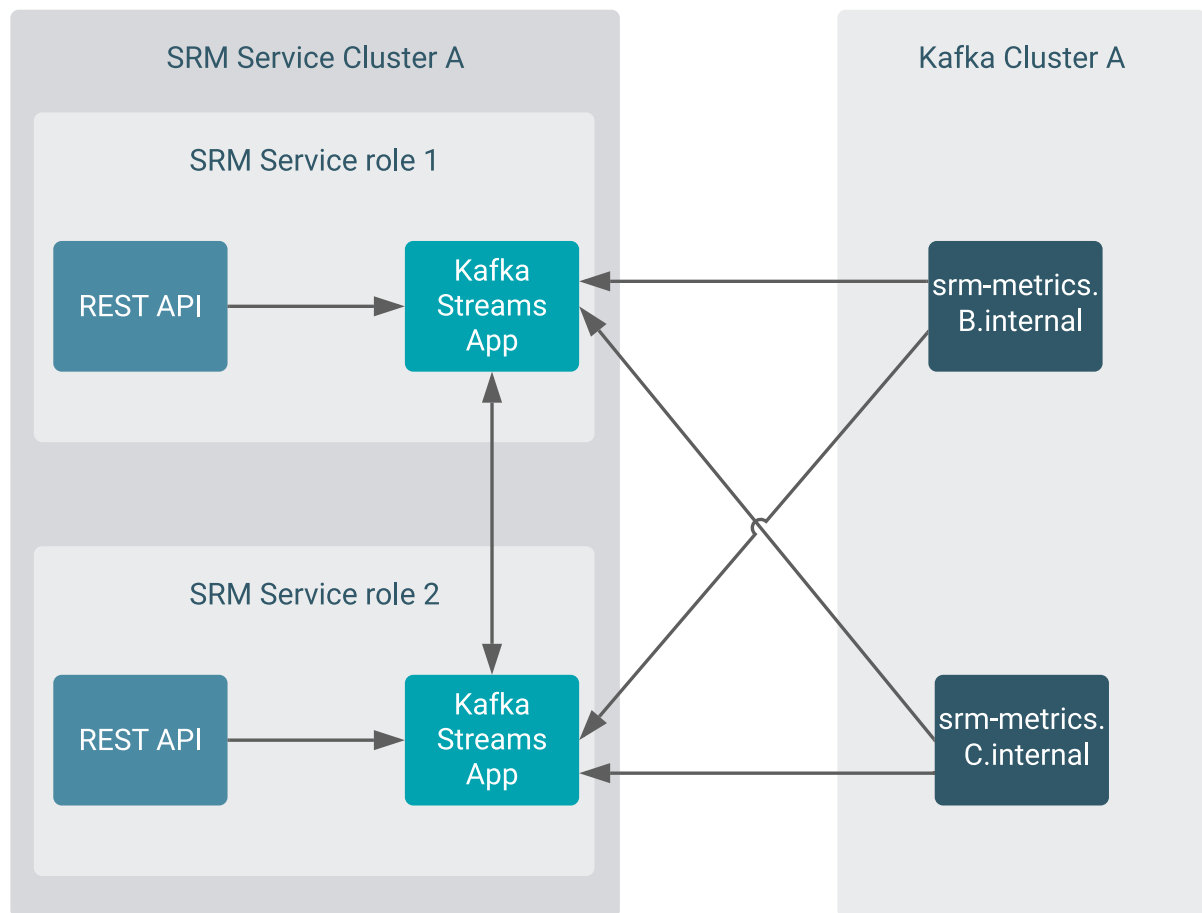 SRM Service Cluster A
Kafka Cluster A
SRM Service role 1
REST API
Kafka
Streams
App
srm-metrics.
B.internal
SRM Service role 2
REST API
Kafka
Streams
App
srm-metrics.
C.internal